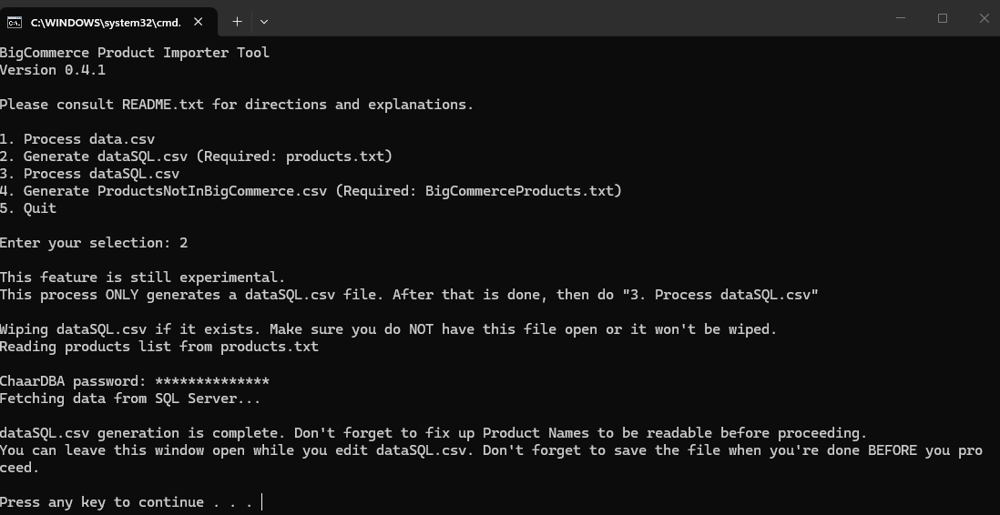 C:\WINDOWS\system32\cmd.
BigCommerce Product Importer Tool
Version 0.4.1
Please consult README.txt for directions and explanations.
1. Process data.csv
2. Generate dataSQL.csv (Required: products.txt)
3. Process dataSQL.csv
4. Generate ProductsNotInBigCommerce.csv (Required: BigCommerceProducts.txt)
5. Quit
Enter your selection: 2
This feature is still experimental.
This process ONLY generates a dataSQL.csv file. After that is done, then do "3. Process dataSQL.csv"
Wiping dataSQL.csv if it exists. Make sure you do NOT have this file open or it won't be wiped.
Reading products list from products.txt
ChaarDBA password: **************
Fetching data from SQL Server...
dataSQL.csv generation is complete. Don't forget to fix up Product Names to be readable before proceeding.
You can leave this window open while you edit dataSQL.csv. Don't forget to save the file when you're done BEFORE you pro
ceed.
Press any key to continue . . .